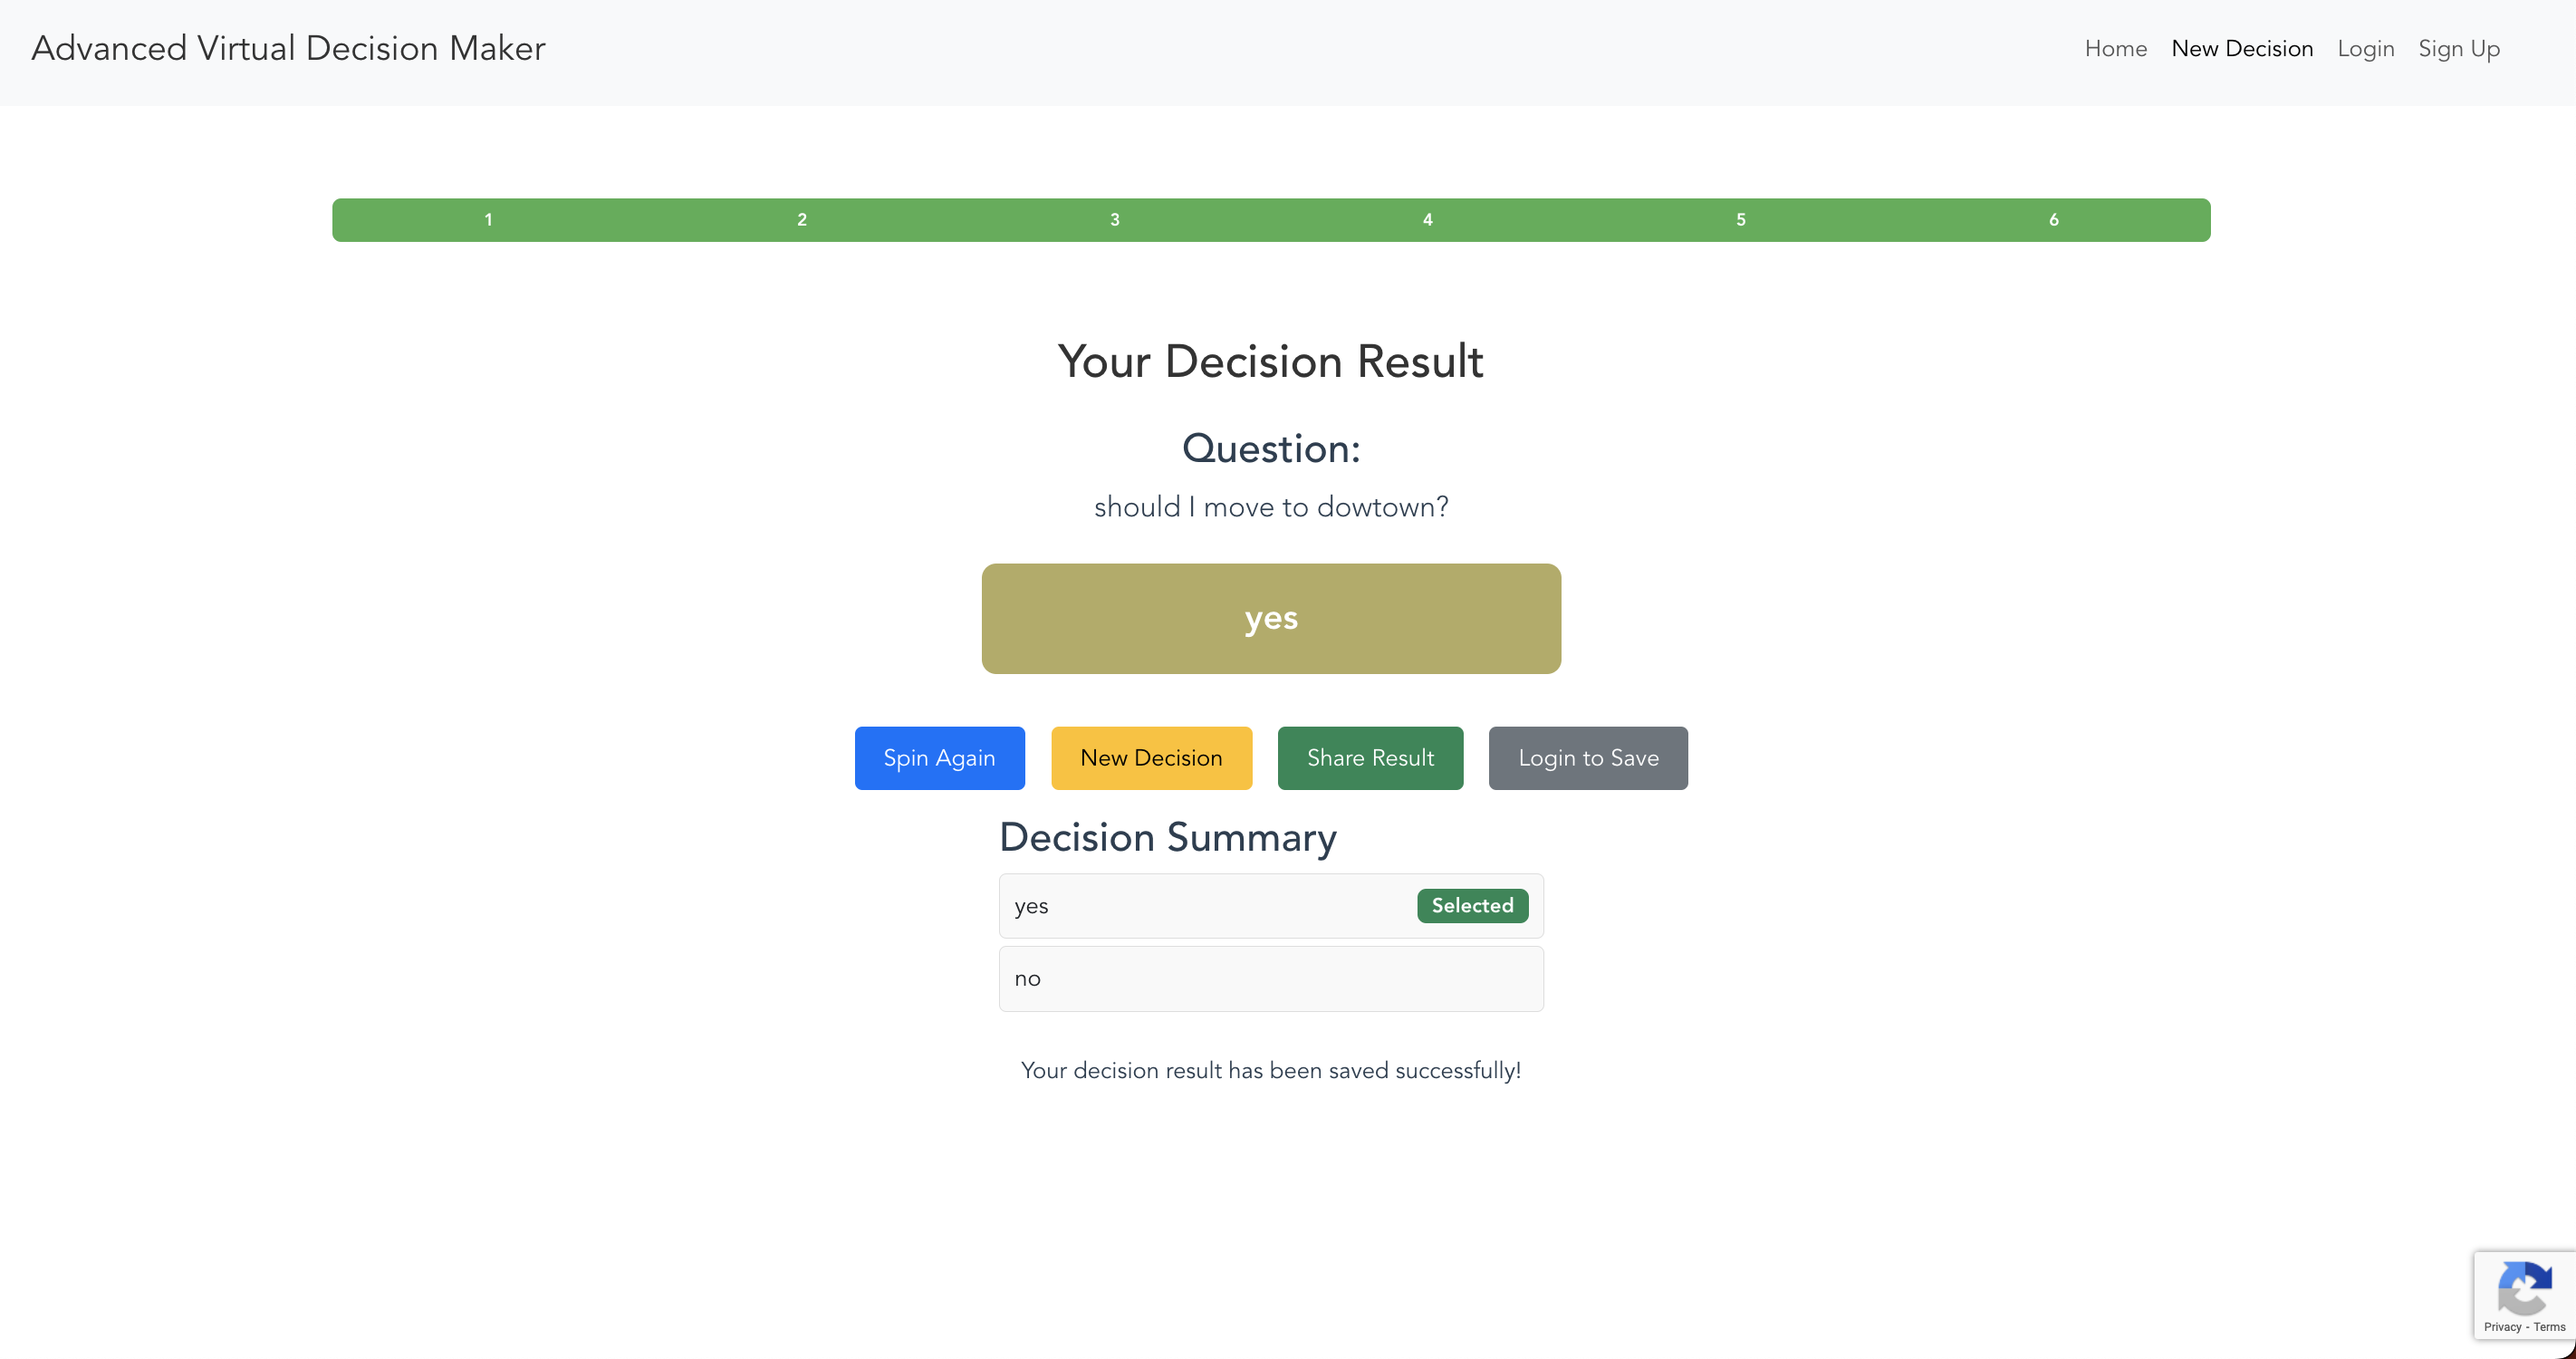 Advanced Virtual Decision Maker
Home New Decision Login Sign Up
1 2 3 4 5 6
Your Decision Result
Question:
should I move to dowtown?
yes
Spin Again New Decision Share Result Login to Save
Decision Summary
yes Selected
no
Your decision result has been saved successfully!
Privacy - Terms